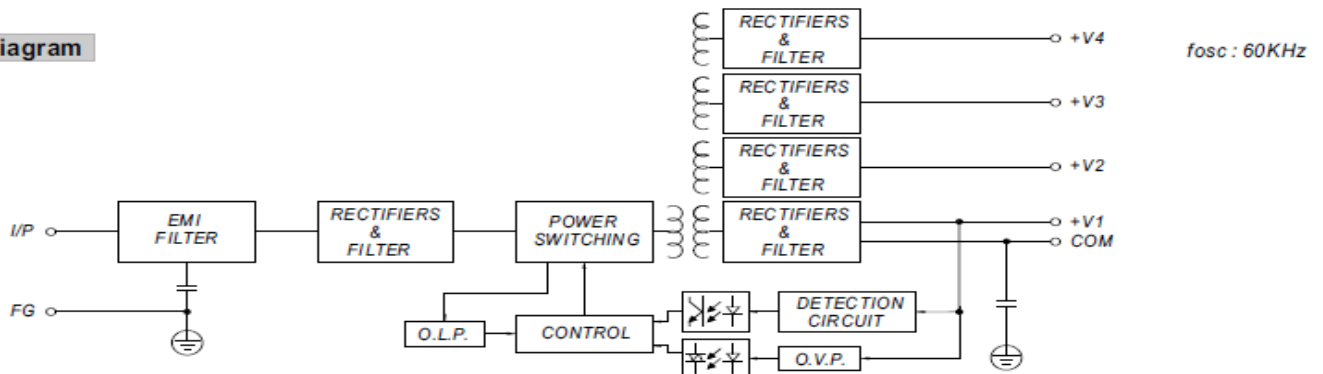 iagram
RECTIFIERS
&
FILTER
+V4
fosc : 60KHz
RECTIFIERS
&
FILTER
+V3
RECTIFIERS
&
FILTER
+V2
I/P
EMI
FILTER
RECTIFIERS
&
FILTER
POWER
SWITCHING
RECTIFIERS
&
FILTER
+V1
COM
FG
O.L.P.
CONTROL
DETECTION
CIRCUIT
O.V.P.